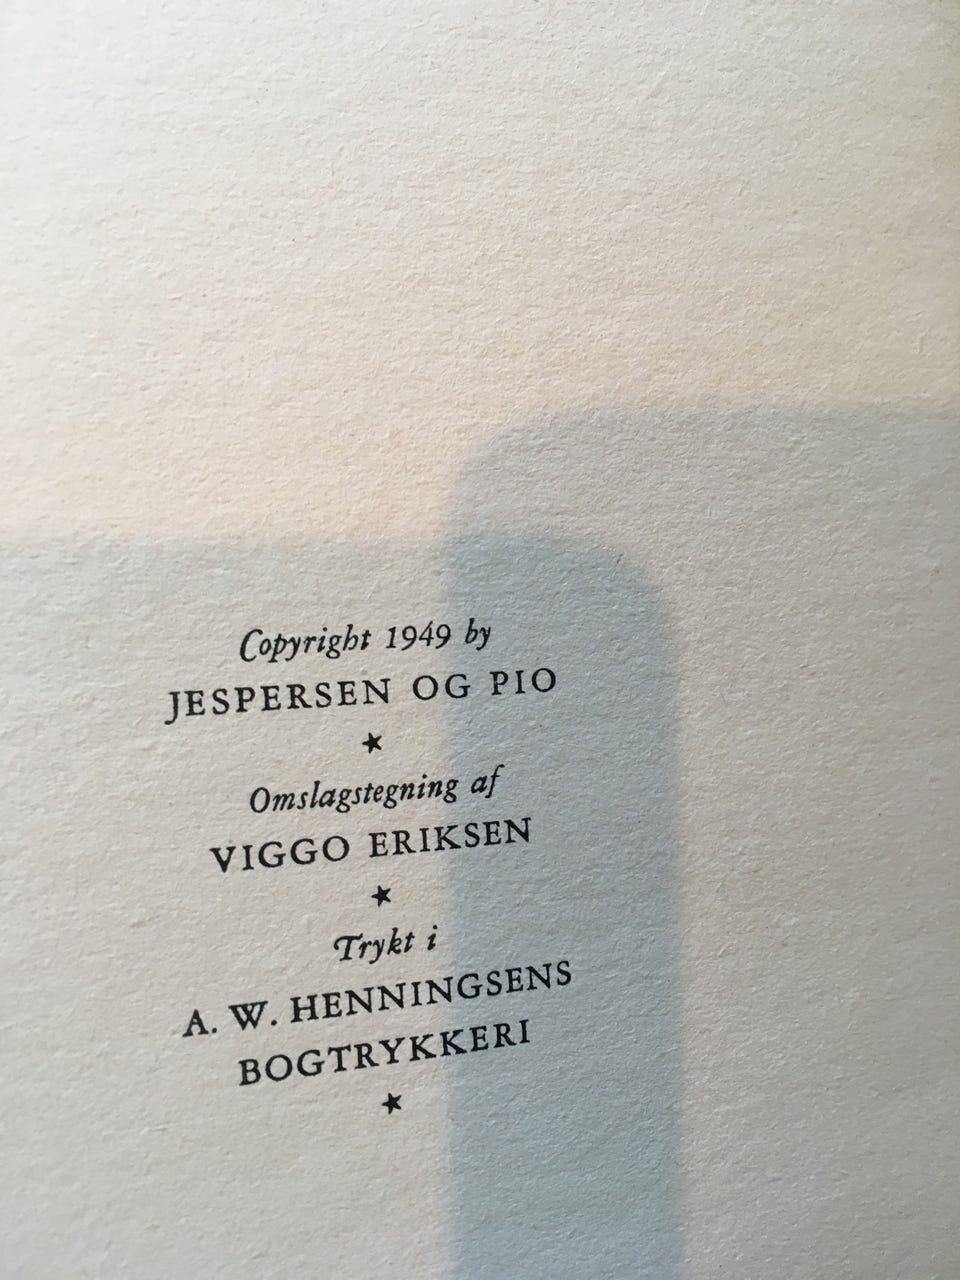 Copyright 1949 by
JESPERSEN OG PIO
★
Omslagstegning af
VIGGO ERIKSEN
★
Trykt i
A. W. HENNINGSENS
BOGTRYKKERI
★